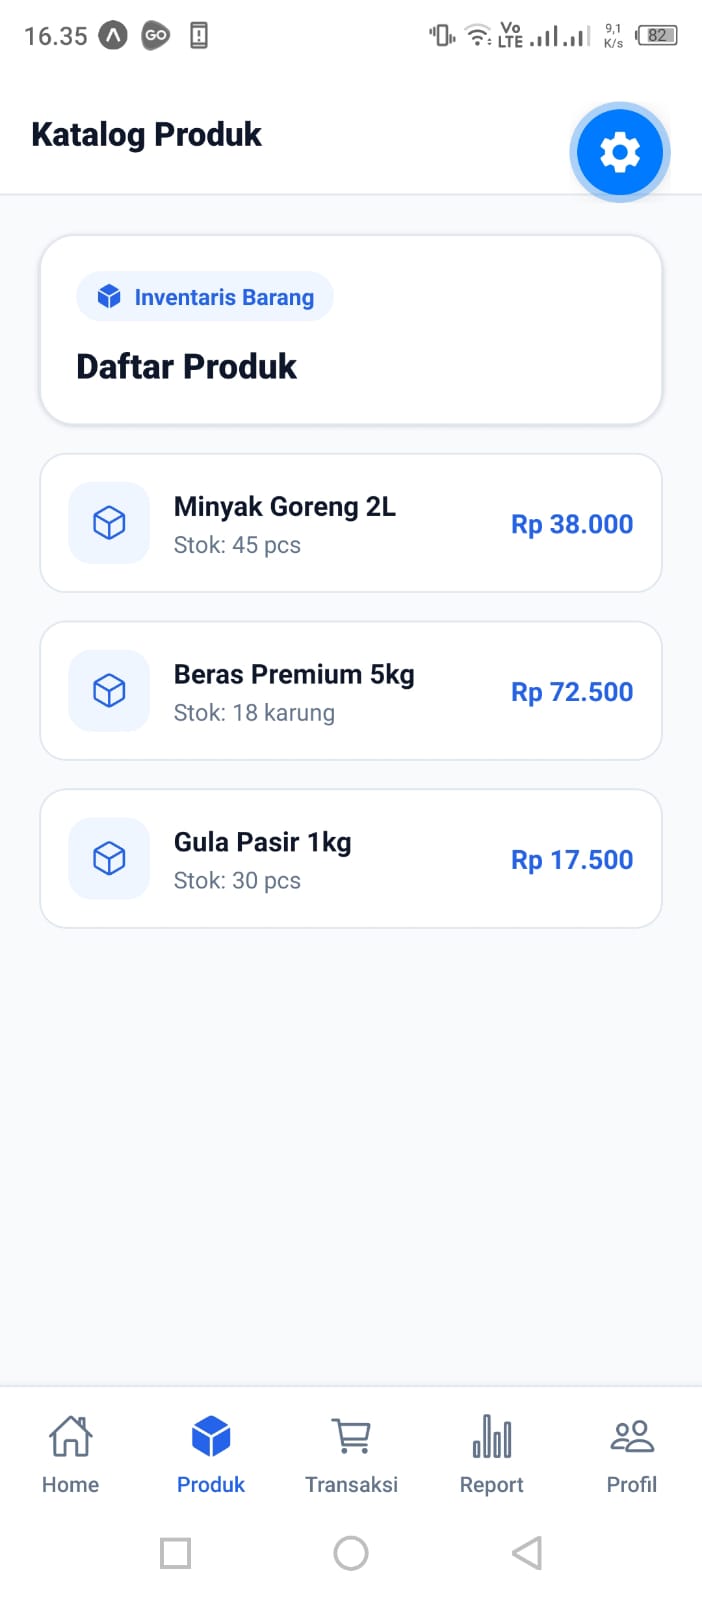 16.35
GO
Vo
LTE
9,1
K/s
82
Katalog Produk
Inventaris Barang
Daftar Produk
Minyak Goreng 2L
Stok: 45 pcs
Rp 38.000
Beras Premium 5kg
Stok: 18 karung
Rp 72.500
Gula Pasir 1kg
Stok: 30 pcs
Rp 17.500
Home
Produk
Transaksi
Report
Profil